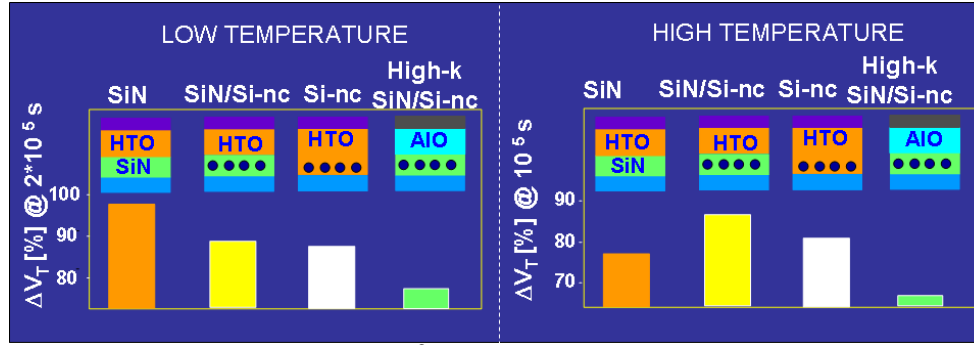 LOW TEMPERATURE
SiN
SiN/Si-nc
Si-nc
High-k
SiN/Si-nc
HTO
HTO
HTO
AlO
SiN
ΔV_T [%] @ 2*10 ⁵ s
100
90
80
HIGH TEMPERATURE
SiN
SiN/Si-nc
Si-nc
High-k
SiN/Si-nc
HTO
HTO
HTO
AlO
SiN
ΔV_T [%] @ 10 ⁵ s
90
80
70